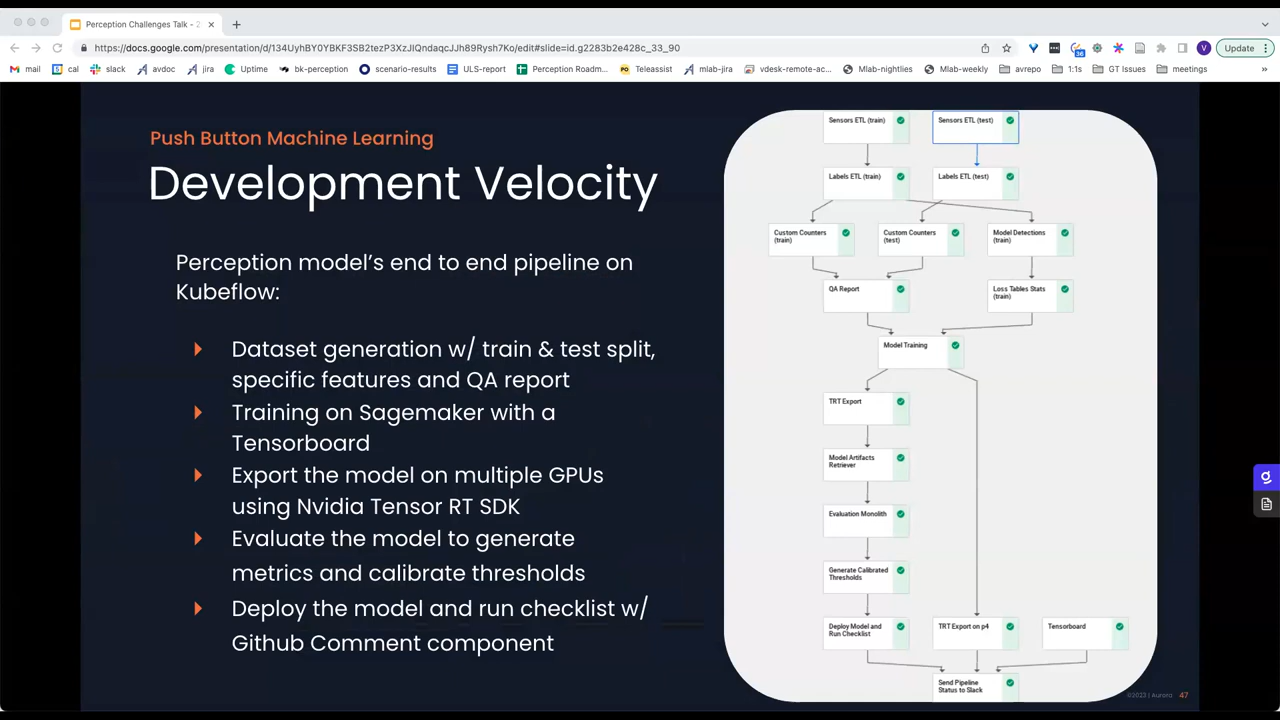 Perception Challenges Talk - 2
https://docs.google.com/presentation/d/134UyhBY0YBKF3SB2tezP3XzJIQndaqcJJh89Rysh7Ko/edit#slide=id.g2283b2e428c_33_90
36
V
Update
mail
cal
slack
avdoc
jira
Uptime
bk-perception
scenario-results
ULS-report
Perception Roadm...
Teleassist
mlab-jira
vdesk-remote-ac...
Mlab-nightlies
Mlab-weekly
avrepo
1:1s
GT Issues
meetings
Push Button Machine Learning
Development Velocity
Perception model's end to end pipeline on
Kubeflow:
Dataset generation w/ train & test split,
specific features and QA report
Training on Sagemaker with a
Tensorboard
Export the model on multiple GPUs
using Nvidia Tensor RT SDK
Evaluate the model to generate
metrics and calibrate thresholds
Deploy the model and run checklist w/
Github Comment component
Sensors ETL (train)
Sensors ETL (test)
Labels ETL (train)
Labels ETL (test)
Custom Counters
(train)
Custom Counters
(test)
Model Detections
(train)
QA Report
Loss Tables Stats
(train)
Model Training
TRT Export
Model Artifacts
Retriever
Evaluation Monolith
Generate Calibrated
Thresholds
Deploy Model and
Run Checklist
TRT Export on p4
Tensorboard
Send Pipeline
Status to Slack
©2023 | Aurora
47